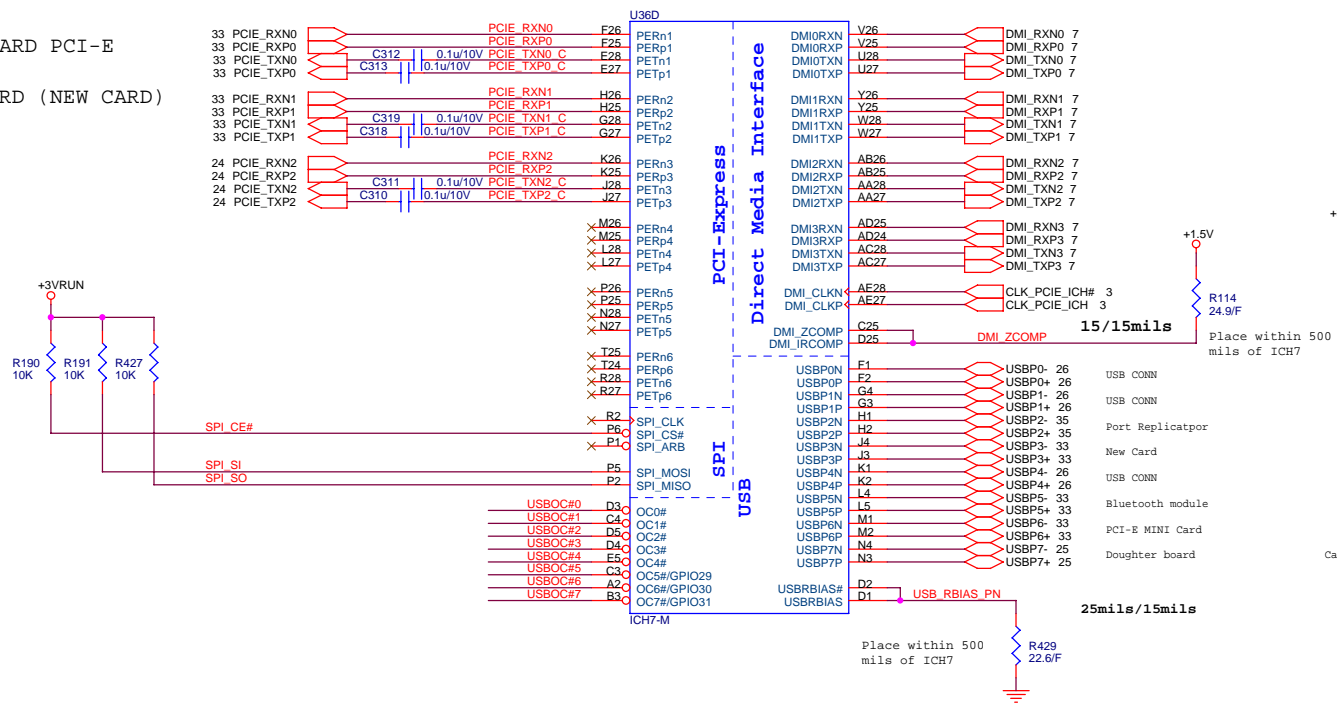 U36D
ARD PCI-E
RD (NEW CARD)
33 PCIE_RXN0 PCIE_RXN0 F26 PERn1 DMI0RXN V26 DMI_RXN0 7
33 PCIE_RXP0 PCIE_RXP0 F25 PERp1 DMI0RXP V25 DMI_RXP0 7
33 PCIE_TXN0 C312 0.1u/10V PCIE_TXN0_C E28 PETn1 DMI0TXN U28 DMI_TXN0 7
33 PCIE_TXP0 C313 0.1u/10V PCIE_TXP0_C E27 PETp1 DMI0TXP U27 DMI_TXP0 7
33 PCIE_RXN1 PCIE_RXN1 H26 PERn2 DMI1RXN Y26 DMI_RXN1 7
33 PCIE_RXP1 PCIE_RXP1 H25 PERp2 DMI1RXP Y25 DMI_RXP1 7
33 PCIE_TXN1 C319 0.1u/10V PCIE_TXN1_C G28 PETn2 DMI1TXN W28 DMI_TXN1 7
33 PCIE_TXP1 C318 0.1u/10V PCIE_TXP1_C G27 PETp2 DMI1TXP W27 DMI_TXP1 7
24 PCIE_RXN2 PCIE_RXN2 K26 PERn3 DMI2RXN AB26 DMI_RXN2 7
24 PCIE_RXP2 PCIE_RXP2 K25 PERp3 DMI2RXP AB25 DMI_RXP2 7
24 PCIE_TXN2 C311 0.1u/10V PCIE_TXN2_C J28 PETn3 DMI2TXN AA28 DMI_TXN2 7
24 PCIE_TXP2 C310 0.1u/10V PCIE_TXP2_C J27 PETp3 DMI2TXP AA27 DMI_TXP2 7
M26 PERn4 DMI3RXN AD25 DMI_RXN3 7
M25 PERp4 DMI3RXP AD24 DMI_RXP3 7
L28 PETn4 DMI3TXN AC28 DMI_TXN3 7
L27 PETp4 DMI3TXP AC27 DMI_TXP3 7
P26 PERn5 DMI_CLKN AE28 CLK_PCIE_ICH# 3
P25 PERp5 DMI_CLKP AE27 CLK_PCIE_ICH 3
N28 PETn5
N27 PETp5
DMI_ZCOMP C25
DMI_IRCOMP D25 DMI_ZCOMP
15/15mils
+
+1.5V
R114
24.9/F
Place within 500
mils of ICH7
PCI-Express
Direct Media Interface
T25 PERn6
T24 PERp6
R28 PETn6
R27 PETp6
+3VRUN
R190
10K
R191
10K
R427
10K
R2 SPI_CLK
SPI_CE# P6 SPI_CS#
P1 SPI_ARB
SPI_SI P5 SPI_MOSI
SPI_SO P2 SPI_MISO
SPI
USB
USBP0N F1 USBP0- 26
USBP0P F2 USBP0+ 26
USB CONN
USBP1N G4 USBP1- 26
USBP1P G3 USBP1+ 26
USB CONN
USBP2N H1 USBP2- 35
USBP2P H2 USBP2+ 35
Port Replicatpor
USBP3N J4 USBP3- 33
USBP3P J3 USBP3+ 33
New Card
USBP4N K1 USBP4- 26
USBP4P K2 USBP4+ 26
USB CONN
USBP5N L4 USBP5- 33
USBP5P L5 USBP5+ 33
Bluetooth module
USBP6N M1 USBP6- 33
USBP6P M2 USBP6+ 33
PCI-E MINI Card
USBP7N N4 USBP7- 25
USBP7P N3 USBP7+ 25
Doughter board
Ca
USBOC#0 D3 OC0#
USBOC#1 C4 OC1#
USBOC#2 D5 OC2#
USBOC#3 D4 OC3#
USBOC#4 E5 OC4#
USBOC#5 C3 OC5#/GPIO29
USBOC#6 A2 OC6#/GPIO30
USBOC#7 B3 OC7#/GPIO31
USBRBIAS# D2
USBRBIAS D1 USB_RBIAS_PN
25mils/15mils
ICH7-M
Place within 500
mils of ICH7
R429
22.6/F